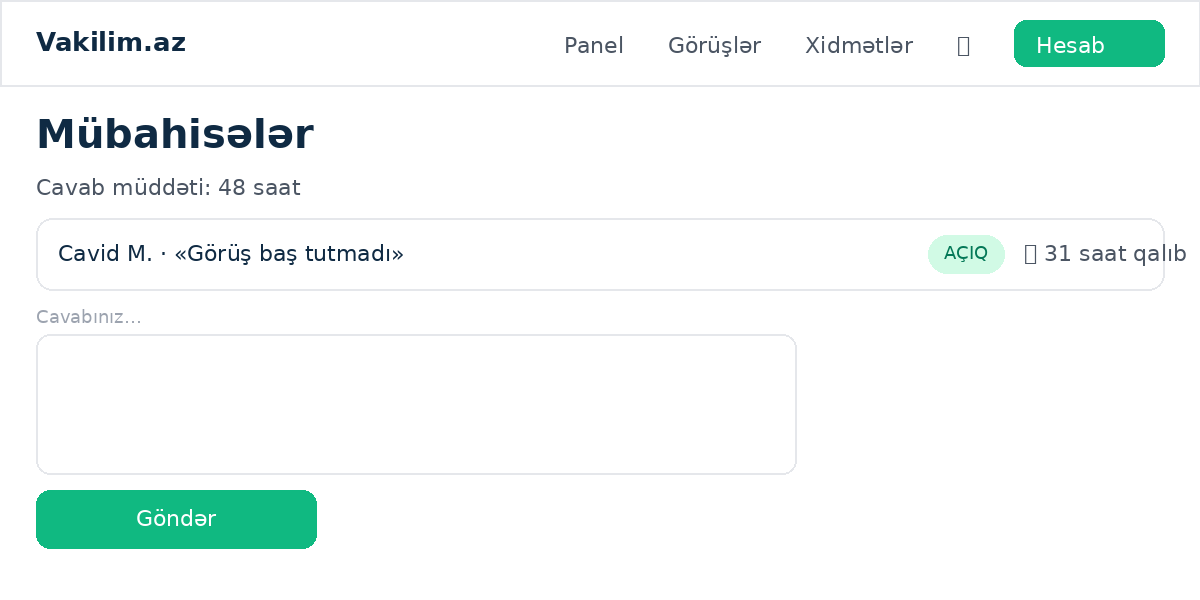 Vakilim.az
Panel Görüşlər Xidmətlər Hesab
Mübahisələr
Cavab müddəti: 48 saat
Cavid M. · «Görüş baş tutmadı» AÇIQ 31 saat qalıb
Cavabınız...
Göndər